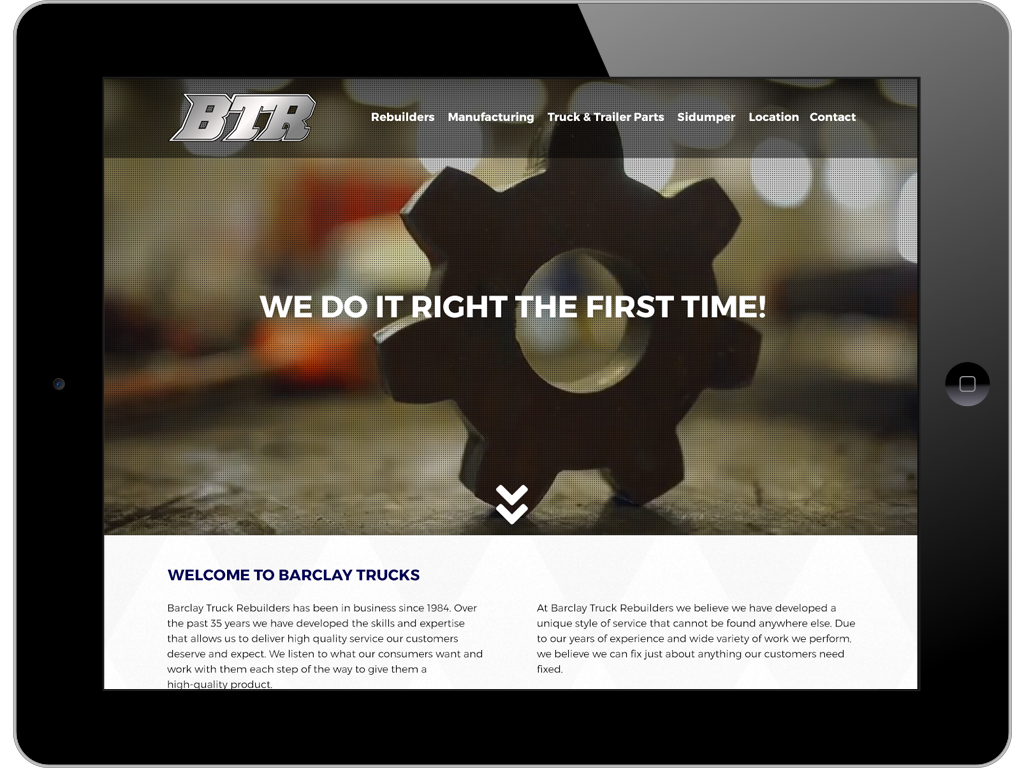 BTR
Rebuilders Manufacturing Truck & Trailer Parts Sidumper Location Contact
WE DO IT RIGHT THE FIRST TIME!
WELCOME TO BARCLAY TRUCKS
Barclay Truck Rebuilders has been in business since 1984. Over
the past 35 years we have developed the skills and expertise
that allows us to deliver high quality service our customers
deserve and expect. We listen to what our consumers want and
work with them each step of the way to give them a
high-quality product.
At Barclay Truck Rebuilders we believe we have developed a
unique style of service that cannot be found anywhere else. Due
to our years of experience and wide variety of work we perform,
we believe we can fix just about anything our customers need
fixed.